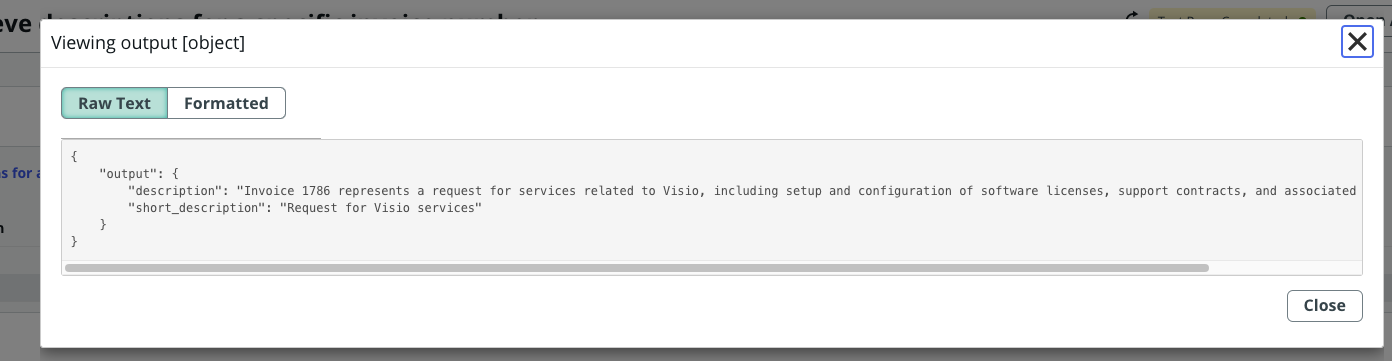 Viewing output [object]
Raw Text Formatted
{
    "output": {
        "description": "Invoice 1786 represents a request for services related to Visio, including setup and configuration of software licenses, support contracts, and associated
        "short_description": "Request for Visio services"
    }
}
Close